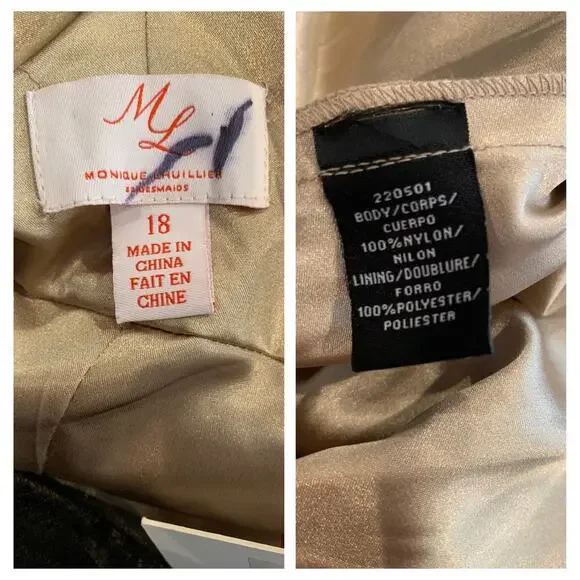 ML
MONIQUE LHUILLIER
BRIDESMAIDS
18
MADE IN
CHINA
FAIT EN
CHINE
220501
BODY/CORPS/
CUERPO
100%NYLON/
NILON
LINING/DOUBLURE/
FORRO
100%POLYESTER/
POLIESTER